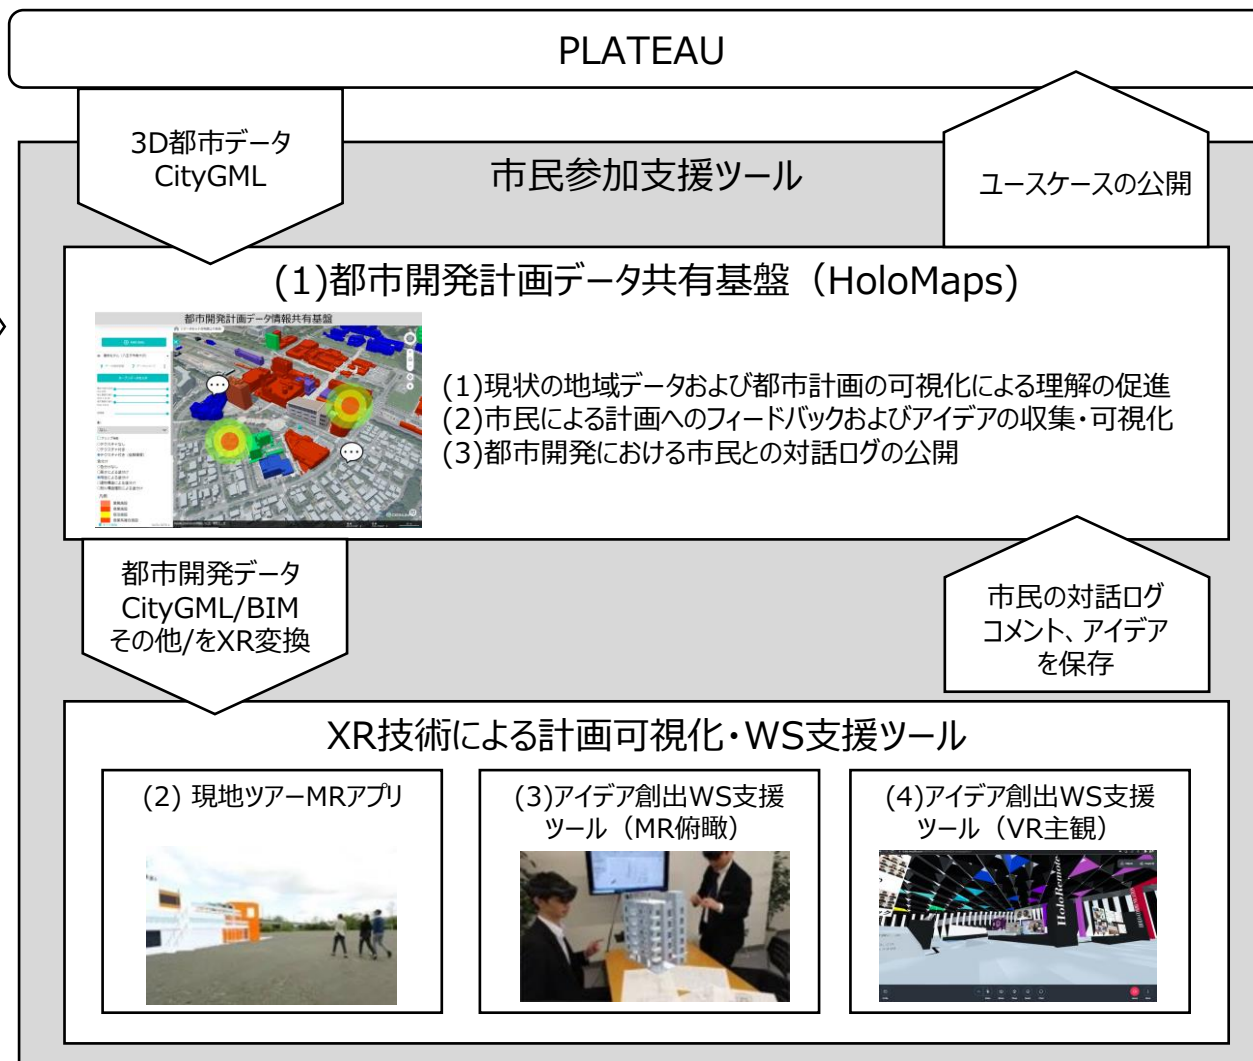 PLATEAU
3D都市データ
CityGML
市民参加支援ツール
ユースケースの公開
(1)都市開発計画データ共有基盤（HoloMaps)
都市開発計画データ情報共有基盤
(1)現状の地域データおよび都市計画の可視化による理解の促進
(2)市民による計画へのフィードバックおよびアイデアの収集・可視化
(3)都市開発における市民との対話ログの公開
都市開発データ
CityGML/BIM
その他/をXR変換
市民の対話ログ
コメント、アイデア
を保存
XR技術による計画可視化・WS支援ツール
(2) 現地ツアーMRアプリ
(3)アイデア創出WS支援
ツール（MR俯瞰）
(4)アイデア創出WS支援
ツール（VR主観）
HoloRemote